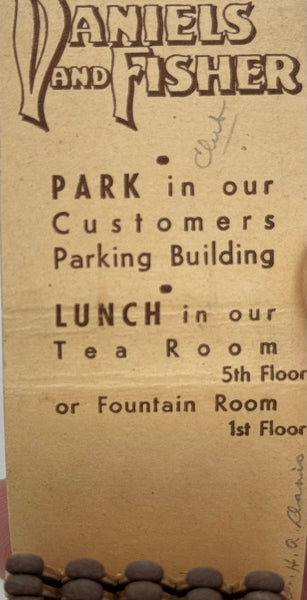 DANIELS
AND FISHER
Club
PARK in our
Customers
Parking Building
LUNCH in our
Tea Room
5th Floor
or Fountain Room
1st Floor